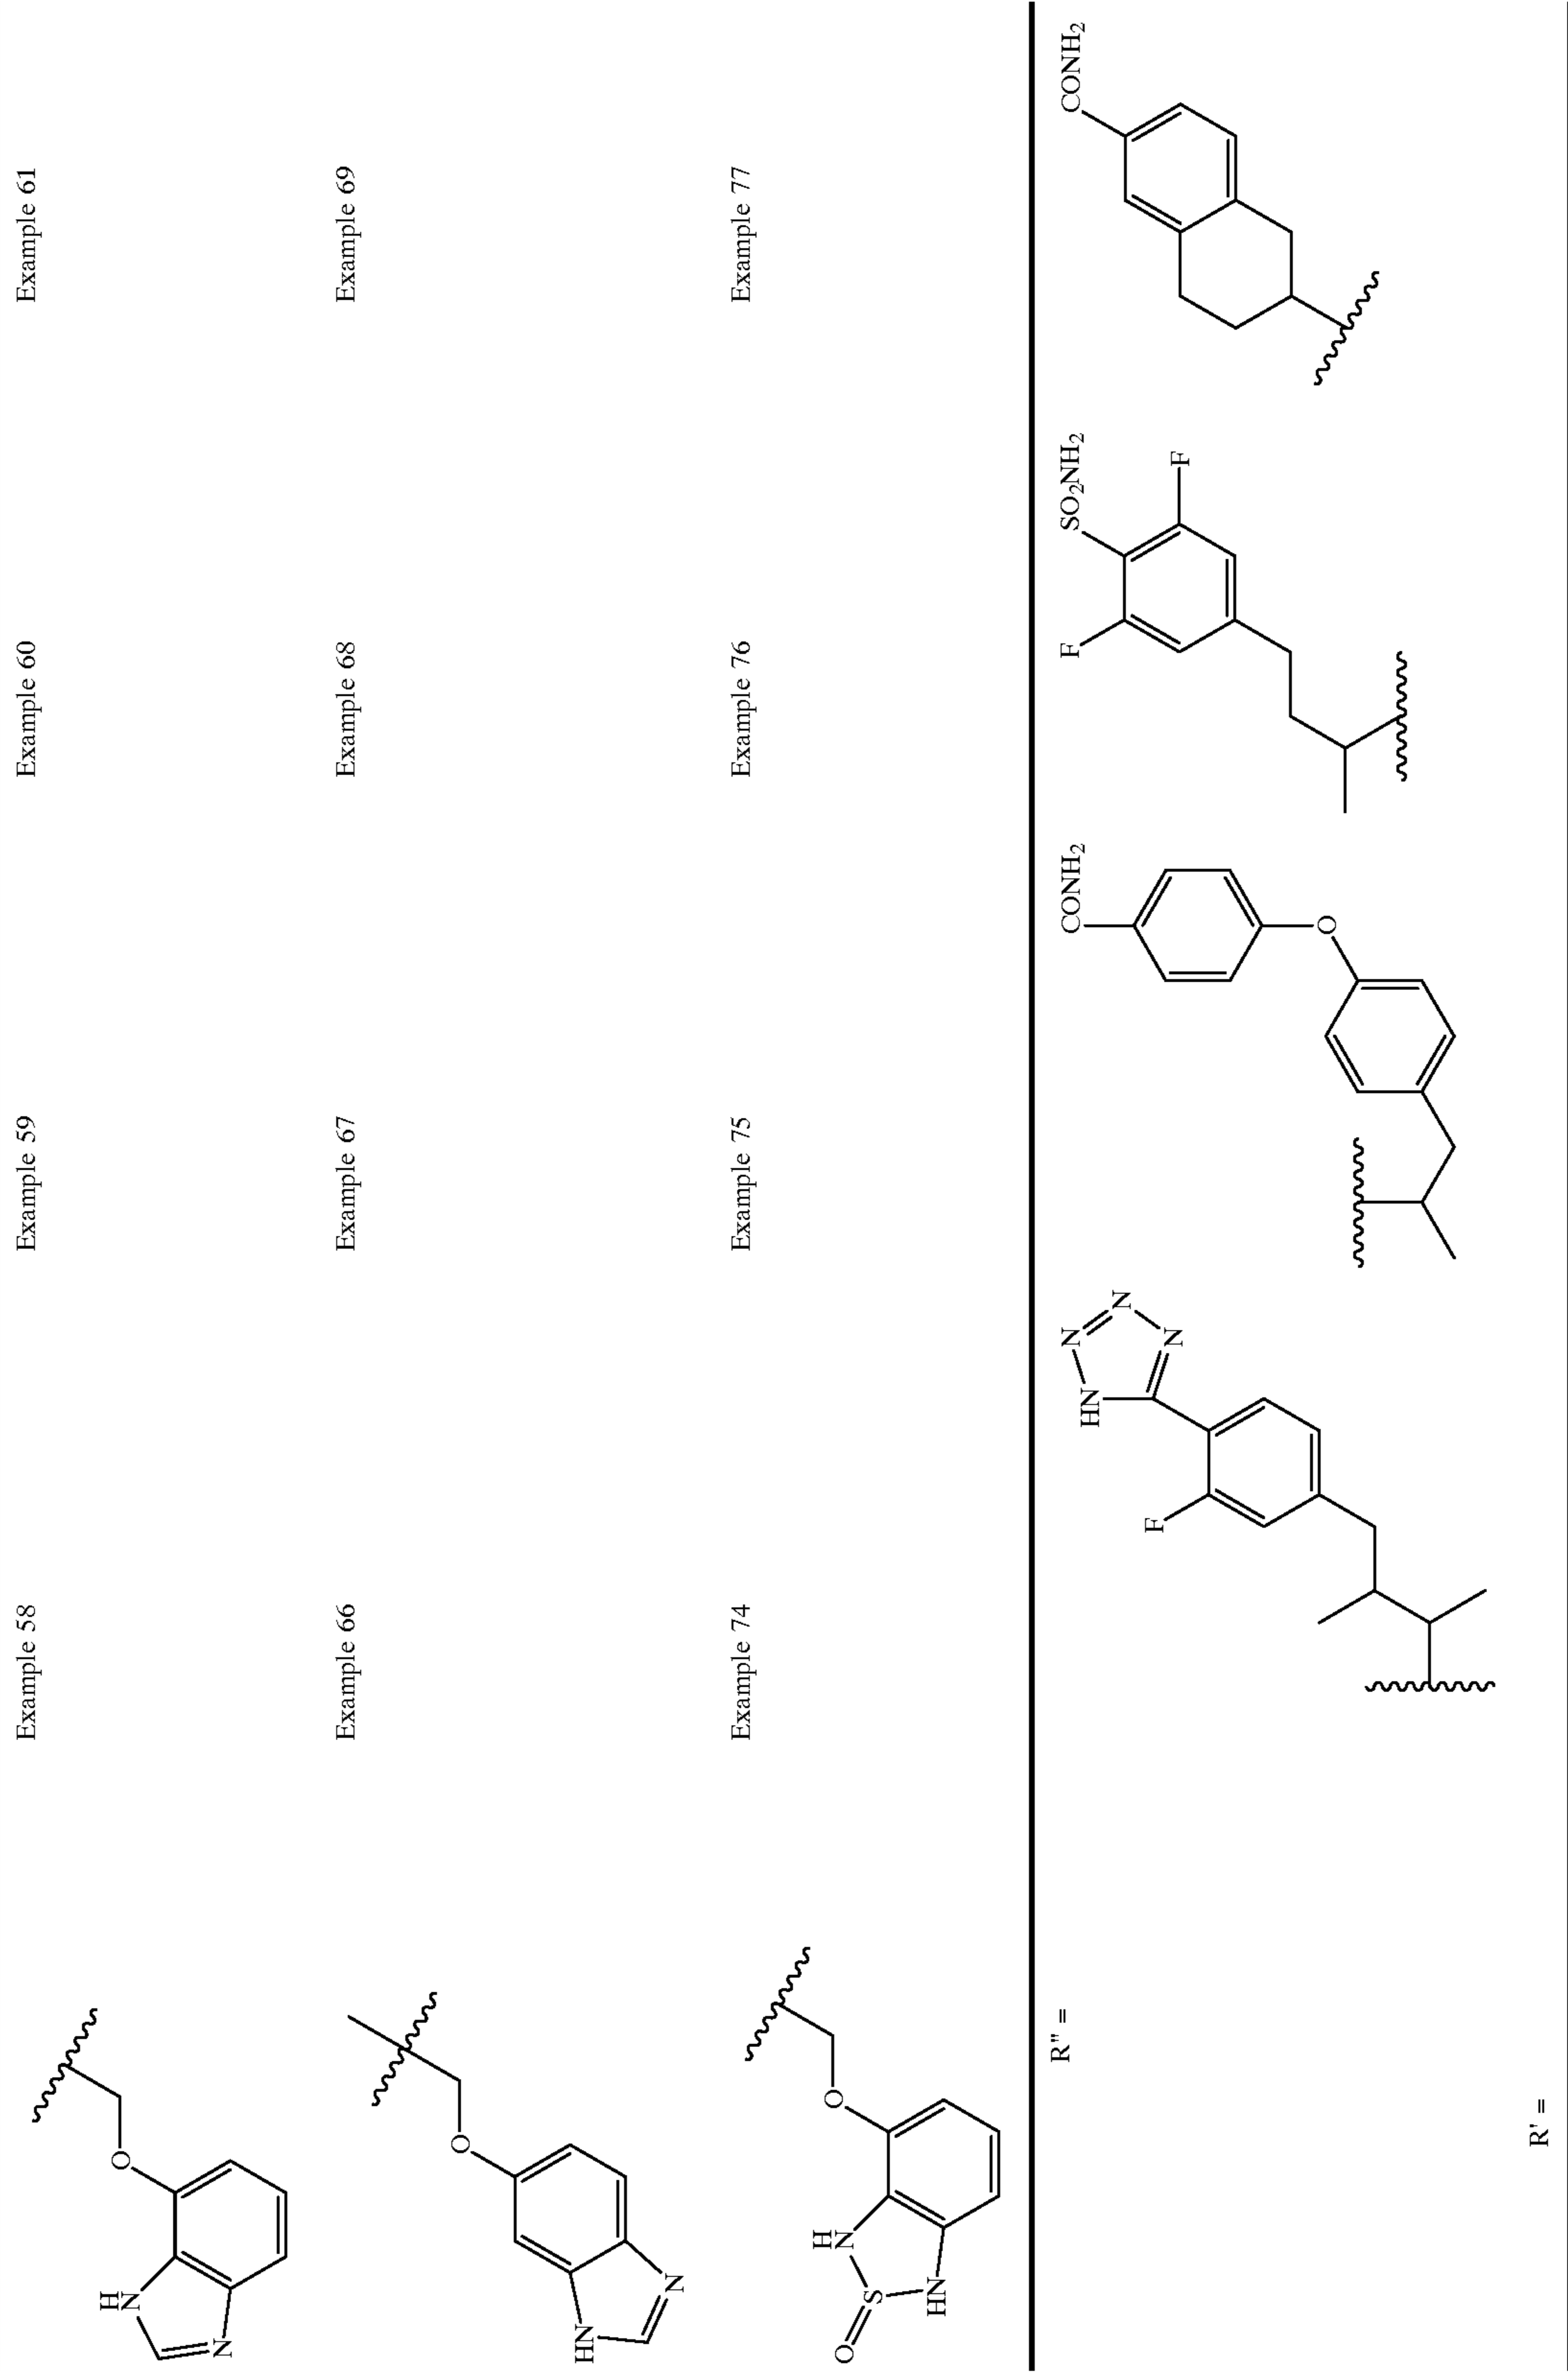 Example 58 Example 59 Example 60 Example 61
H
N O
N
Example 66 Example 67 Example 68 Example 69
O
HN
N
Example 74 Example 75 Example 76 Example 77
H
N O
O
S
HN
R" =
N CONH₂ SO₂NH₂ CONH₂
HN N
F N
O
F F
R' =